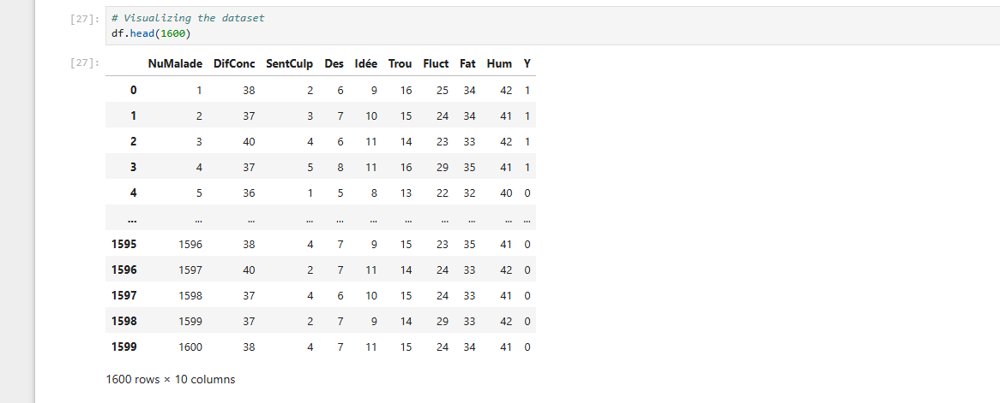 [27]: # Visualizing the dataset
df.head(1600)
[27]: NuMalade DifConc SentCulp Des Idée Trou Fluct Fat Hum Y
0 1 38 2 6 9 16 25 34 42 1
1 2 37 3 7 10 15 24 34 41 1
2 3 40 4 6 11 14 23 33 42 1
3 4 37 5 8 11 16 29 35 41 1
4 5 36 1 5 8 13 22 32 40 0
... ... ... ... ... ... ... ... ... ... ...
1595 1596 38 4 7 9 15 23 35 41 0
1596 1597 40 2 7 11 14 24 33 42 0
1597 1598 37 4 6 10 15 24 33 41 0
1598 1599 37 2 7 9 14 29 33 42 0
1599 1600 38 4 7 11 15 24 34 41 0
1600 rows × 10 columns